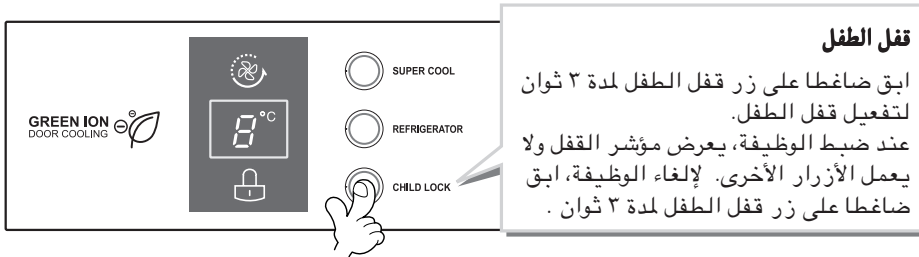 GREEN ION
DOOR COOLING
8°C
SUPER COOL
REFRIGERATOR
CHILD LOCK
قفل الطفل
ابق ضاغطا على زر قفل الطفل لمدة ٣ ثوان
لتفعيل قفل الطفل.
عند ضبط الوظيفة، يعرض مؤشر القفل ولا
يعمل الأزرار الأخرى. لإلغاء الوظيفة، ابق
ضاغطا على زر قفل الطفل لمدة ٣ ثوان .